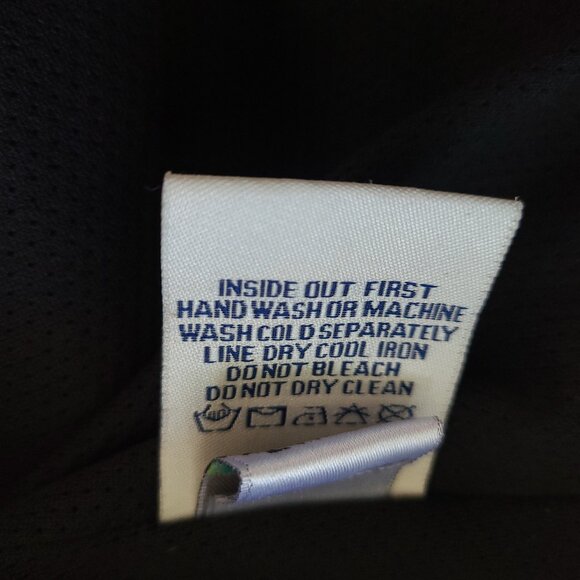 INSIDE OUT FIRST
HAND WASH OR MACHINE
WASH COLD SEPARATELY
LINE DRY COOL IRON
DO NOT BLEACH
DO NOT DRY CLEAN